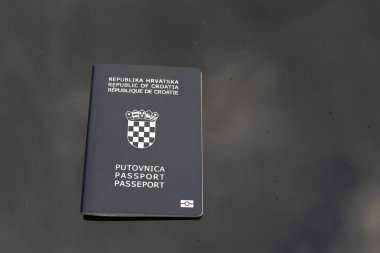 REPUBLIKA HRVATSKA
REPUBLIC OF CROATIA
RÉPUBLIQUE DE CROATIE
PUTOVNICA
PASSPORT
PASSEPORT